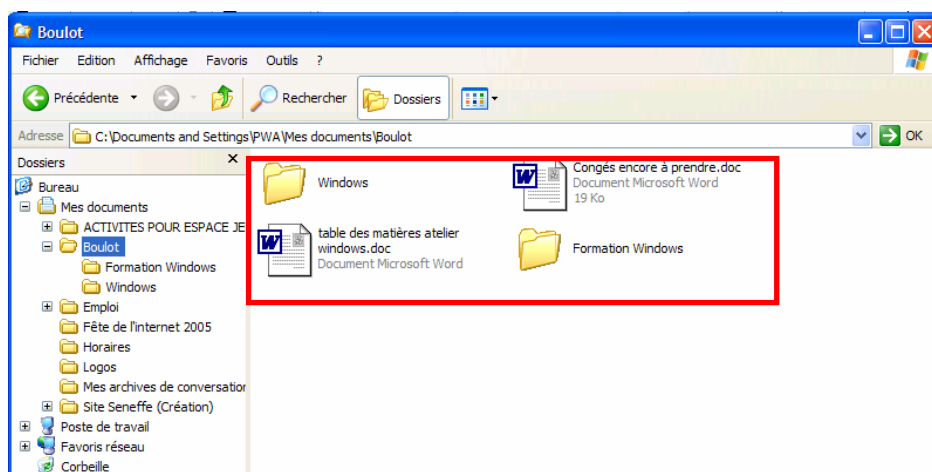 Boulot
Fichier Edition Affichage Favoris Outils ?
Précédente Rechercher Dossiers
Adresse C:\Documents and Settings\PWA\Mes documents\Boulot OK
Dossiers
Bureau
Mes documents
ACTIVITES POUR ESPACE JE
Boulot
Formation Windows
Windows
Emploi
Fête de l'internet 2005
Horaires
Logos
Mes archives de conversation
Site Seneffe (Création)
Poste de travail
Favoris réseau
Corbeille
Windows
Congés encore à prendre.doc
Document Microsoft Word
19 Ko
table des matières atelier
windows.doc
Document Microsoft Word
Formation Windows